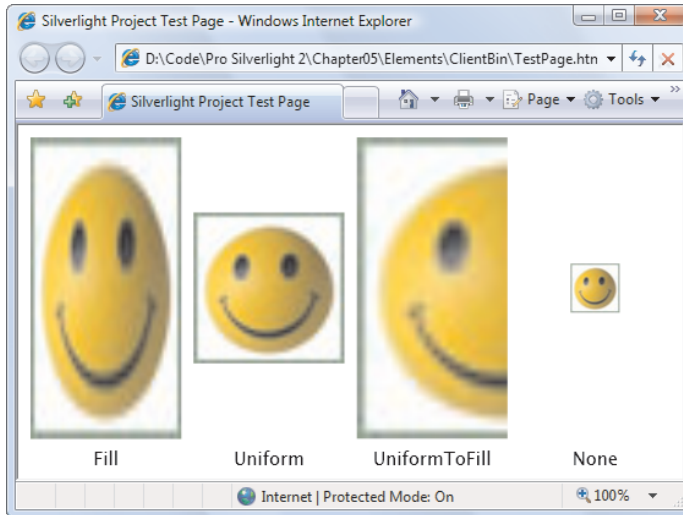 Silverlight Project Test Page - Windows Internet Explorer
D:\Code\Pro Silverlight 2\Chapter05\Elements\ClientBin\TestPage.htn
Silverlight Project Test Page
Page
Tools
»
Fill
Uniform
UniformToFill
None
Internet | Protected Mode: On
100%